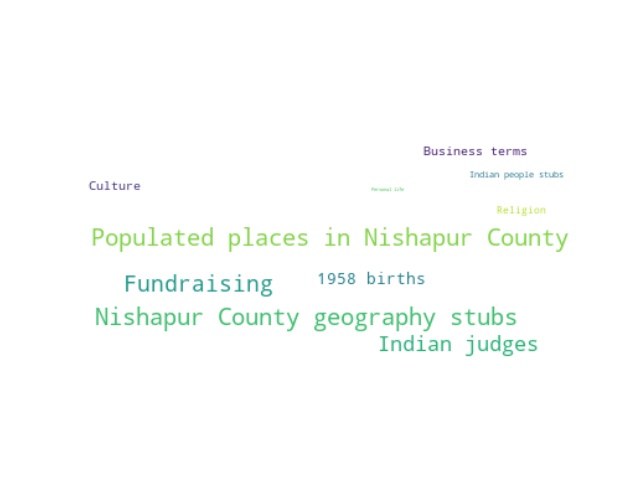 Business terms
Indian people stubs
Culture
Personal life
Religion
Populated places in Nishapur County
Fundraising
1958 births
Nishapur County geography stubs
Indian judges